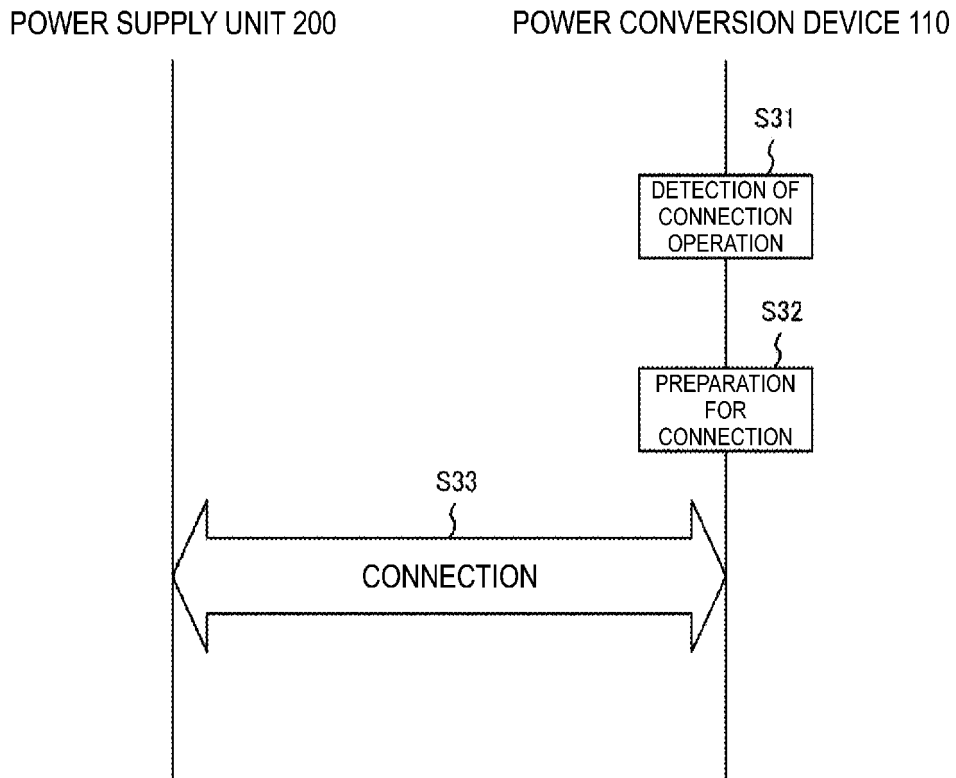 POWER SUPPLY UNIT 200
POWER CONVERSION DEVICE 110
S31
DETECTION OF
CONNECTION
OPERATION
S32
PREPARATION
FOR
CONNECTION
S33
CONNECTION